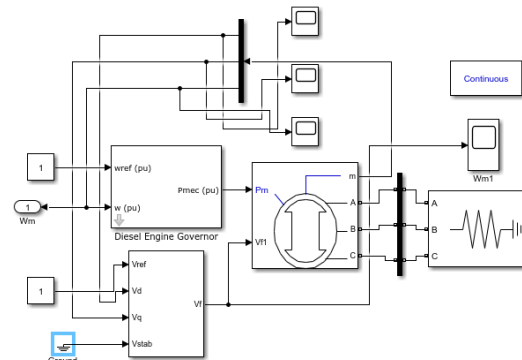 Continuous
1
wref (pu)
Pmec (pu)
1
Wm
w (pu)
Diesel Engine Governor
Pm
m
A
B
C
Vf1
Wm1
A
B
C
1
Vref
Vd
Vf
Vq
Vstab
Ground